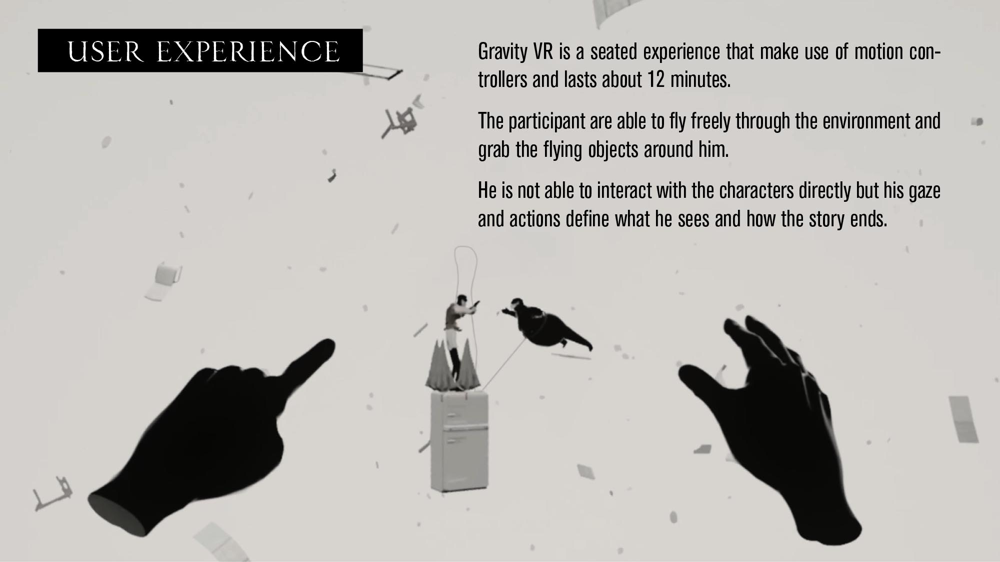 USER EXPERIENCE
Gravity VR is a seated experience that make use of motion con-
trollers and lasts about 12 minutes.
The participant are able to fly freely through the environment and
grab the flying objects around him.
He is not able to interact with the characters directly but his gaze
and actions define what he sees and how the story ends.